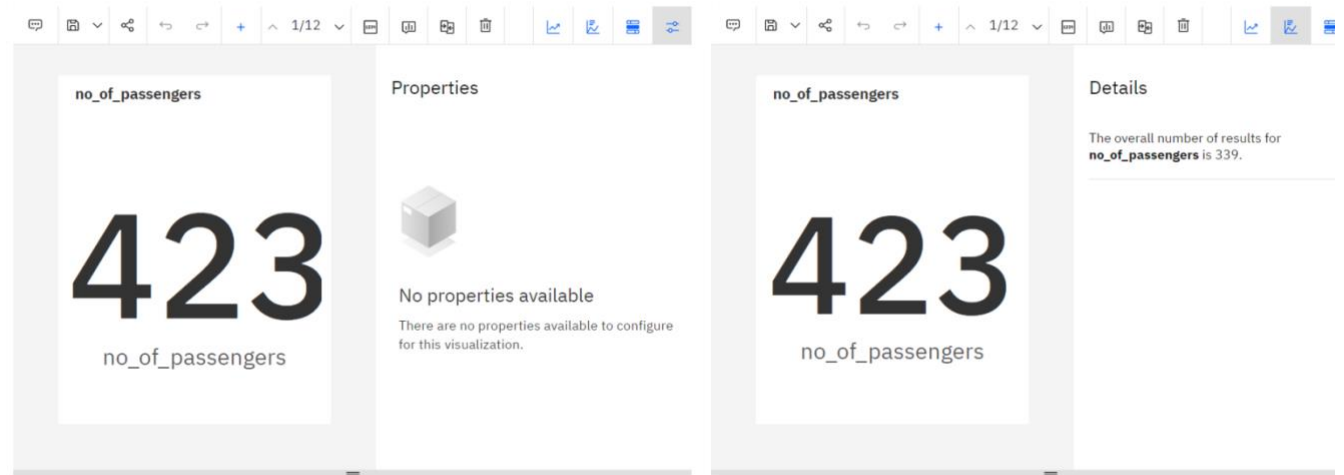 1/12
no_of_passengers
423
no_of_passengers
Properties
No properties available
There are no properties available to configure
for this visualization.
1/12
no_of_passengers
423
no_of_passengers
Details
The overall number of results for
no_of_passengers is 339.